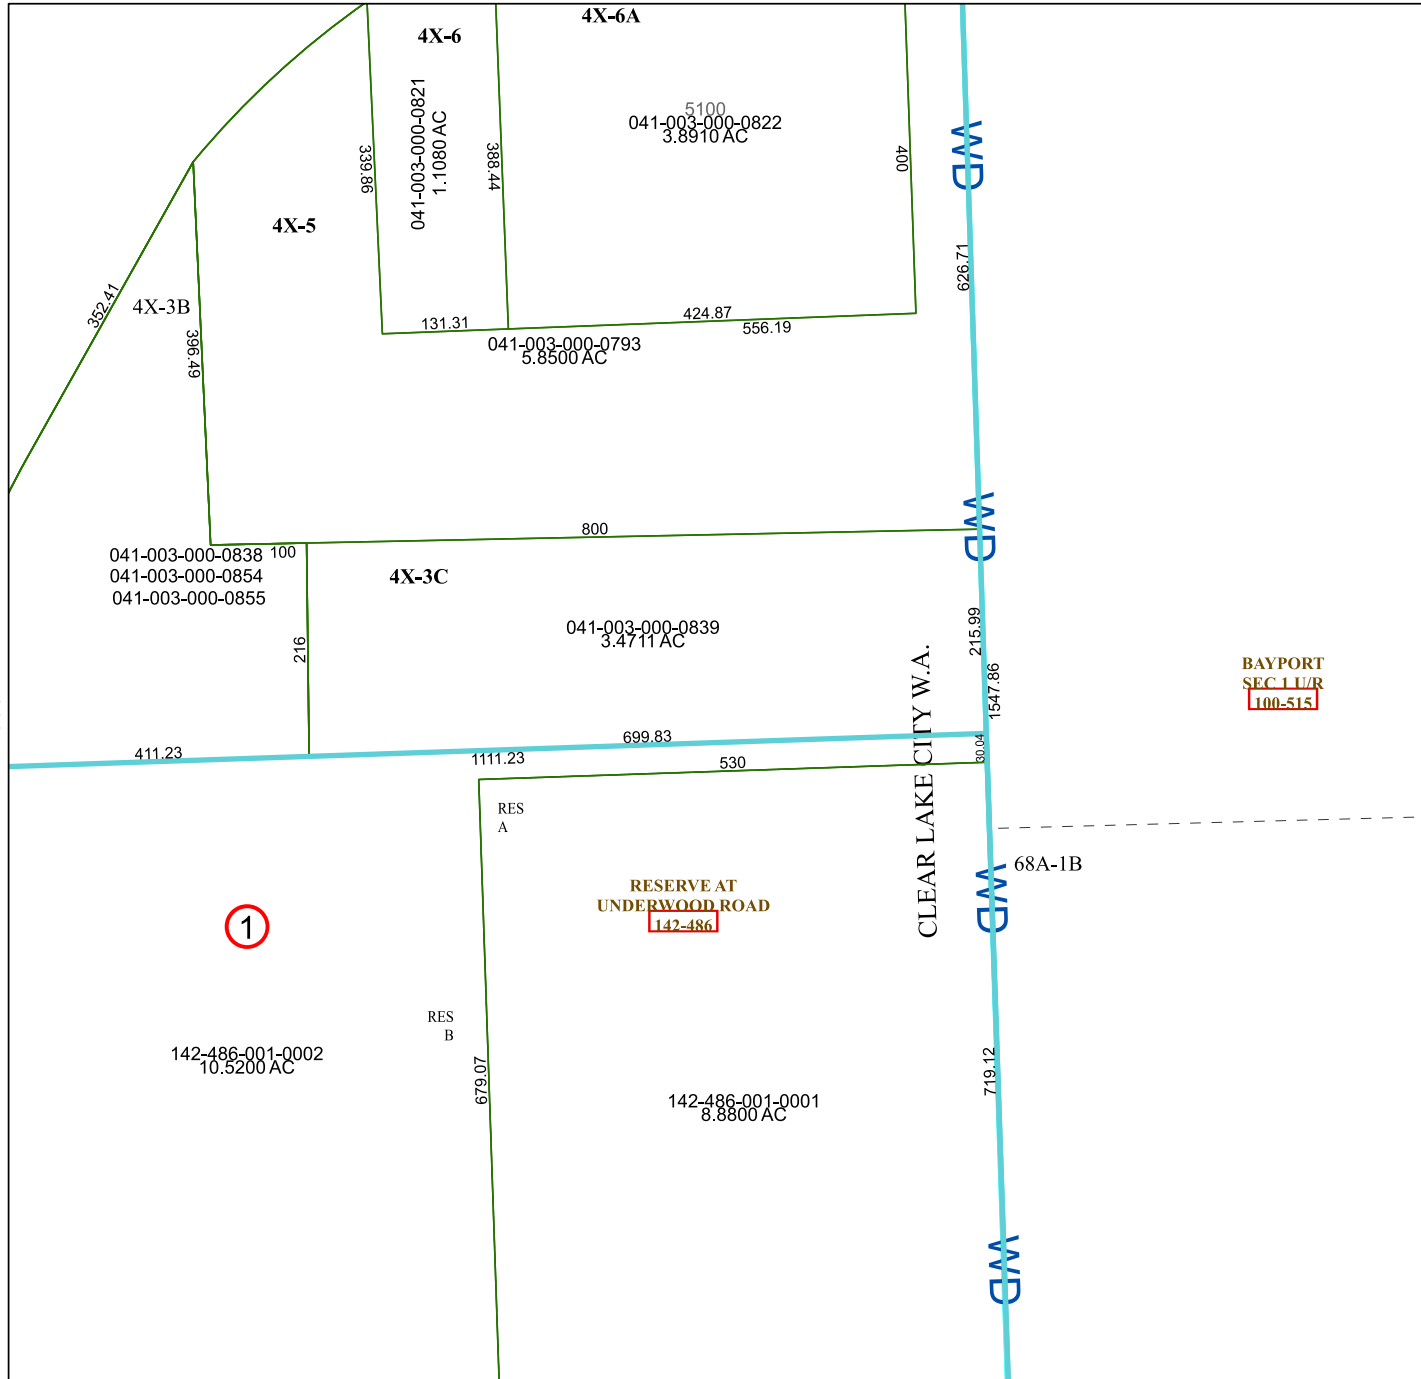 4X-6A
4X-6
041-003-000-0821
1.1080 AC
5100
041-003-000-0822
3.8910 AC
339.86
388.44
400
WD
4X-5
626.71
352.41
4X-3B
396.49
131.31
424.87
556.19
041-003-000-0793
5.8500 AC
WD
800
100
041-003-000-0838
041-003-000-0854
041-003-000-0855
4X-3C
041-003-000-0839
3.4711 AC
216
215.99
1547.86
CLEAR LAKE CITY W.A.
BAYPORT
SEC 1 U/R
100-515
411.23
699.83
1111.23
530
30.04
RES
A
68A-1B
WD
RESERVE AT
UNDERWOOD ROAD
142-486
1
RES
B
142-486-001-0002
10.5200 AC
679.07
719.12
142-486-001-0001
8.8800 AC
WD